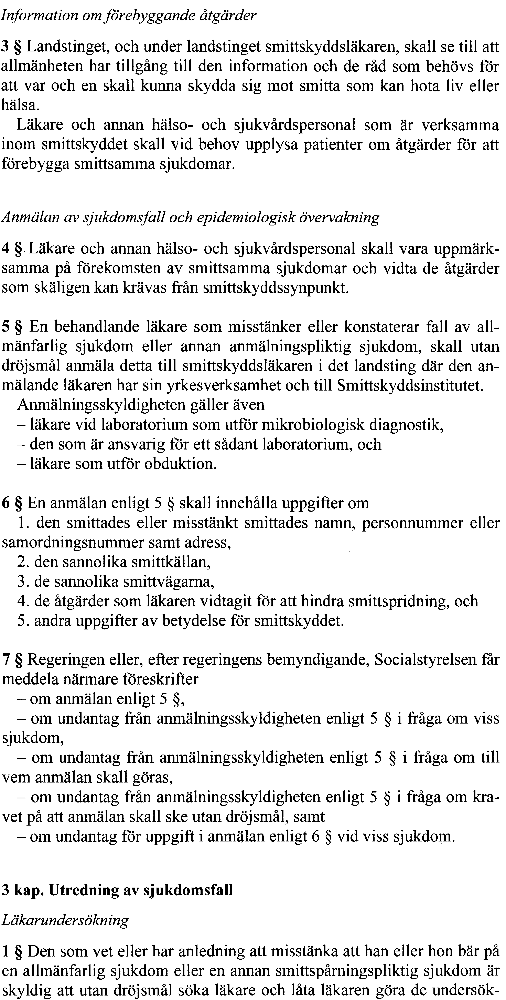 Information om förebyggande åtgärder
3 § Landstinget, och under landstinget smittskyddsläkaren, skall se till att
allmänheten har tillgång till den information och de råd som behövs för
att var och en skall kunna skydda sig mot smitta som kan hota liv eller
hälsa.
Läkare och annan hälso- och sjukvårdspersonal som är verksamma
inom smittskyddet skall vid behov upplysa patienter om åtgärder för att
förebygga smittsamma sjukdomar.
Anmälan av sjukdomsfall och epidemiologisk övervakning
4 § Läkare och annan hälso- och sjukvårdspersonal skall vara uppmärk-
samma på förekomsten av smittsamma sjukdomar och vidta de åtgärder
som skäligen kan krävas från smittskyddssynpunkt.
5 § En behandlande läkare som misstänker eller konstaterar fall av all-
mänfarlig sjukdom eller annan anmälningspliktig sjukdom, skall utan
dröjsmål anmäla detta till smittskyddsläkaren i det landsting där den an-
mälande läkaren har sin yrkesverksamhet och till Smittskyddsinstitutet.
Anmälningsskyldigheten gäller även
– läkare vid laboratorium som utför mikrobiologisk diagnostik,
– den som är ansvarig för ett sådant laboratorium, och
– läkare som utför obduktion.
6 § En anmälan enligt 5 § skall innehålla uppgifter om
1. den smittades eller misstänkt smittades namn, personnummer eller
samordningsnummer samt adress,
2. den sannolika smittkällan,
3. de sannolika smittvägarna,
4. de åtgärder som läkaren vidtagit för att hindra smittspridning, och
5. andra uppgifter av betydelse för smittskyddet.
7 § Regeringen eller, efter regeringens bemyndigande, Socialstyrelsen får
meddela närmare föreskrifter
– om anmälan enligt 5 §,
– om undantag från anmälningsskyldigheten enligt 5 § i fråga om viss
sjukdom,
– om undantag från anmälningsskyldigheten enligt 5 § i fråga om till
vem anmälan skall göras,
– om undantag från anmälningsskyldigheten enligt 5 § i fråga om kra-
vet på att anmälan skall ske utan dröjsmål, samt
– om undantag för uppgift i anmälan enligt 6 § vid viss sjukdom.
3 kap. Utredning av sjukdomsfall
Läkarundersökning
1 § Den som vet eller har anledning att misstänka att han eller hon bär på
en allmänfarlig sjukdom eller en annan smittspårningspliktig sjukdom är
skyldig att utan dröjsmål söka läkare och låta läkaren göra de undersök-